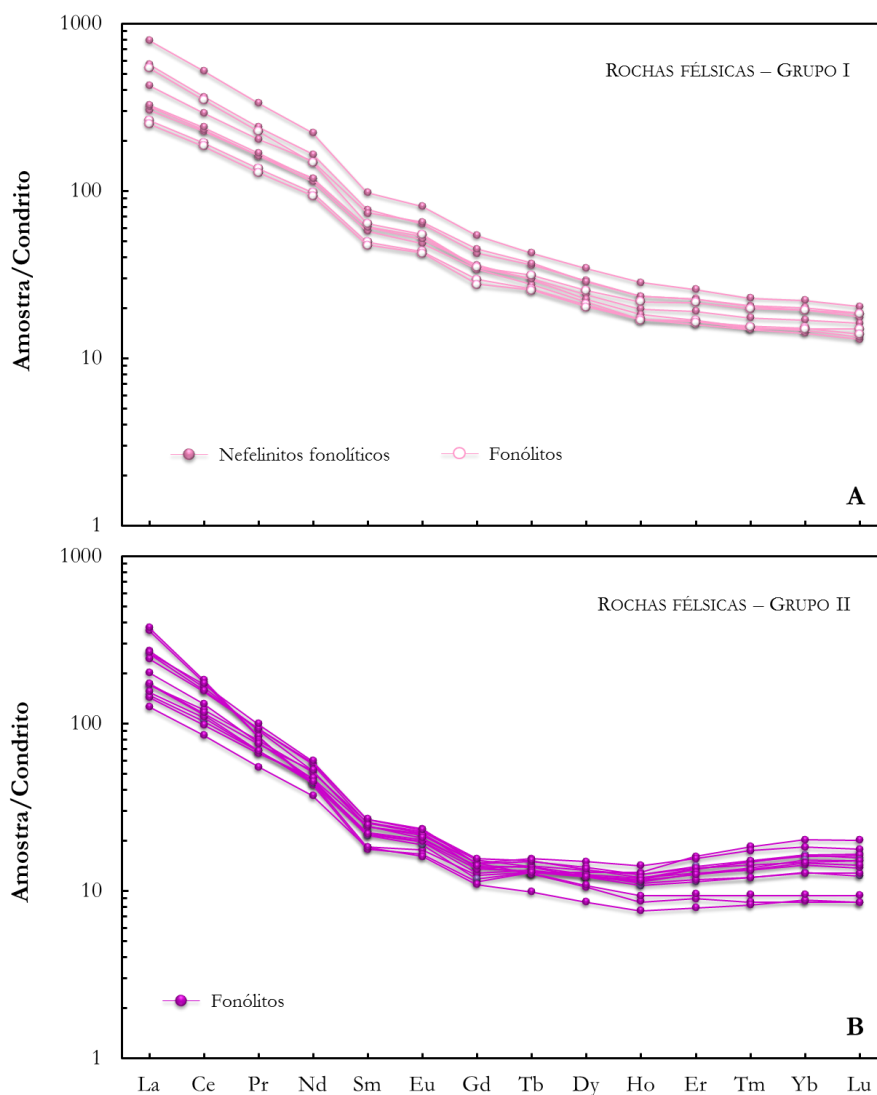 1000
ROCHAS FÉLSICAS – GRUPO I
100
Amostra/Condrito
10
Nefelinitos fonolíticos Fonólitos
A
1
1000
ROCHAS FÉLSICAS – GRUPO II
100
Amostra/Condrito
10
Fonólitos
B
1
La Ce Pr Nd Sm Eu Gd Tb Dy Ho Er Tm Yb Lu